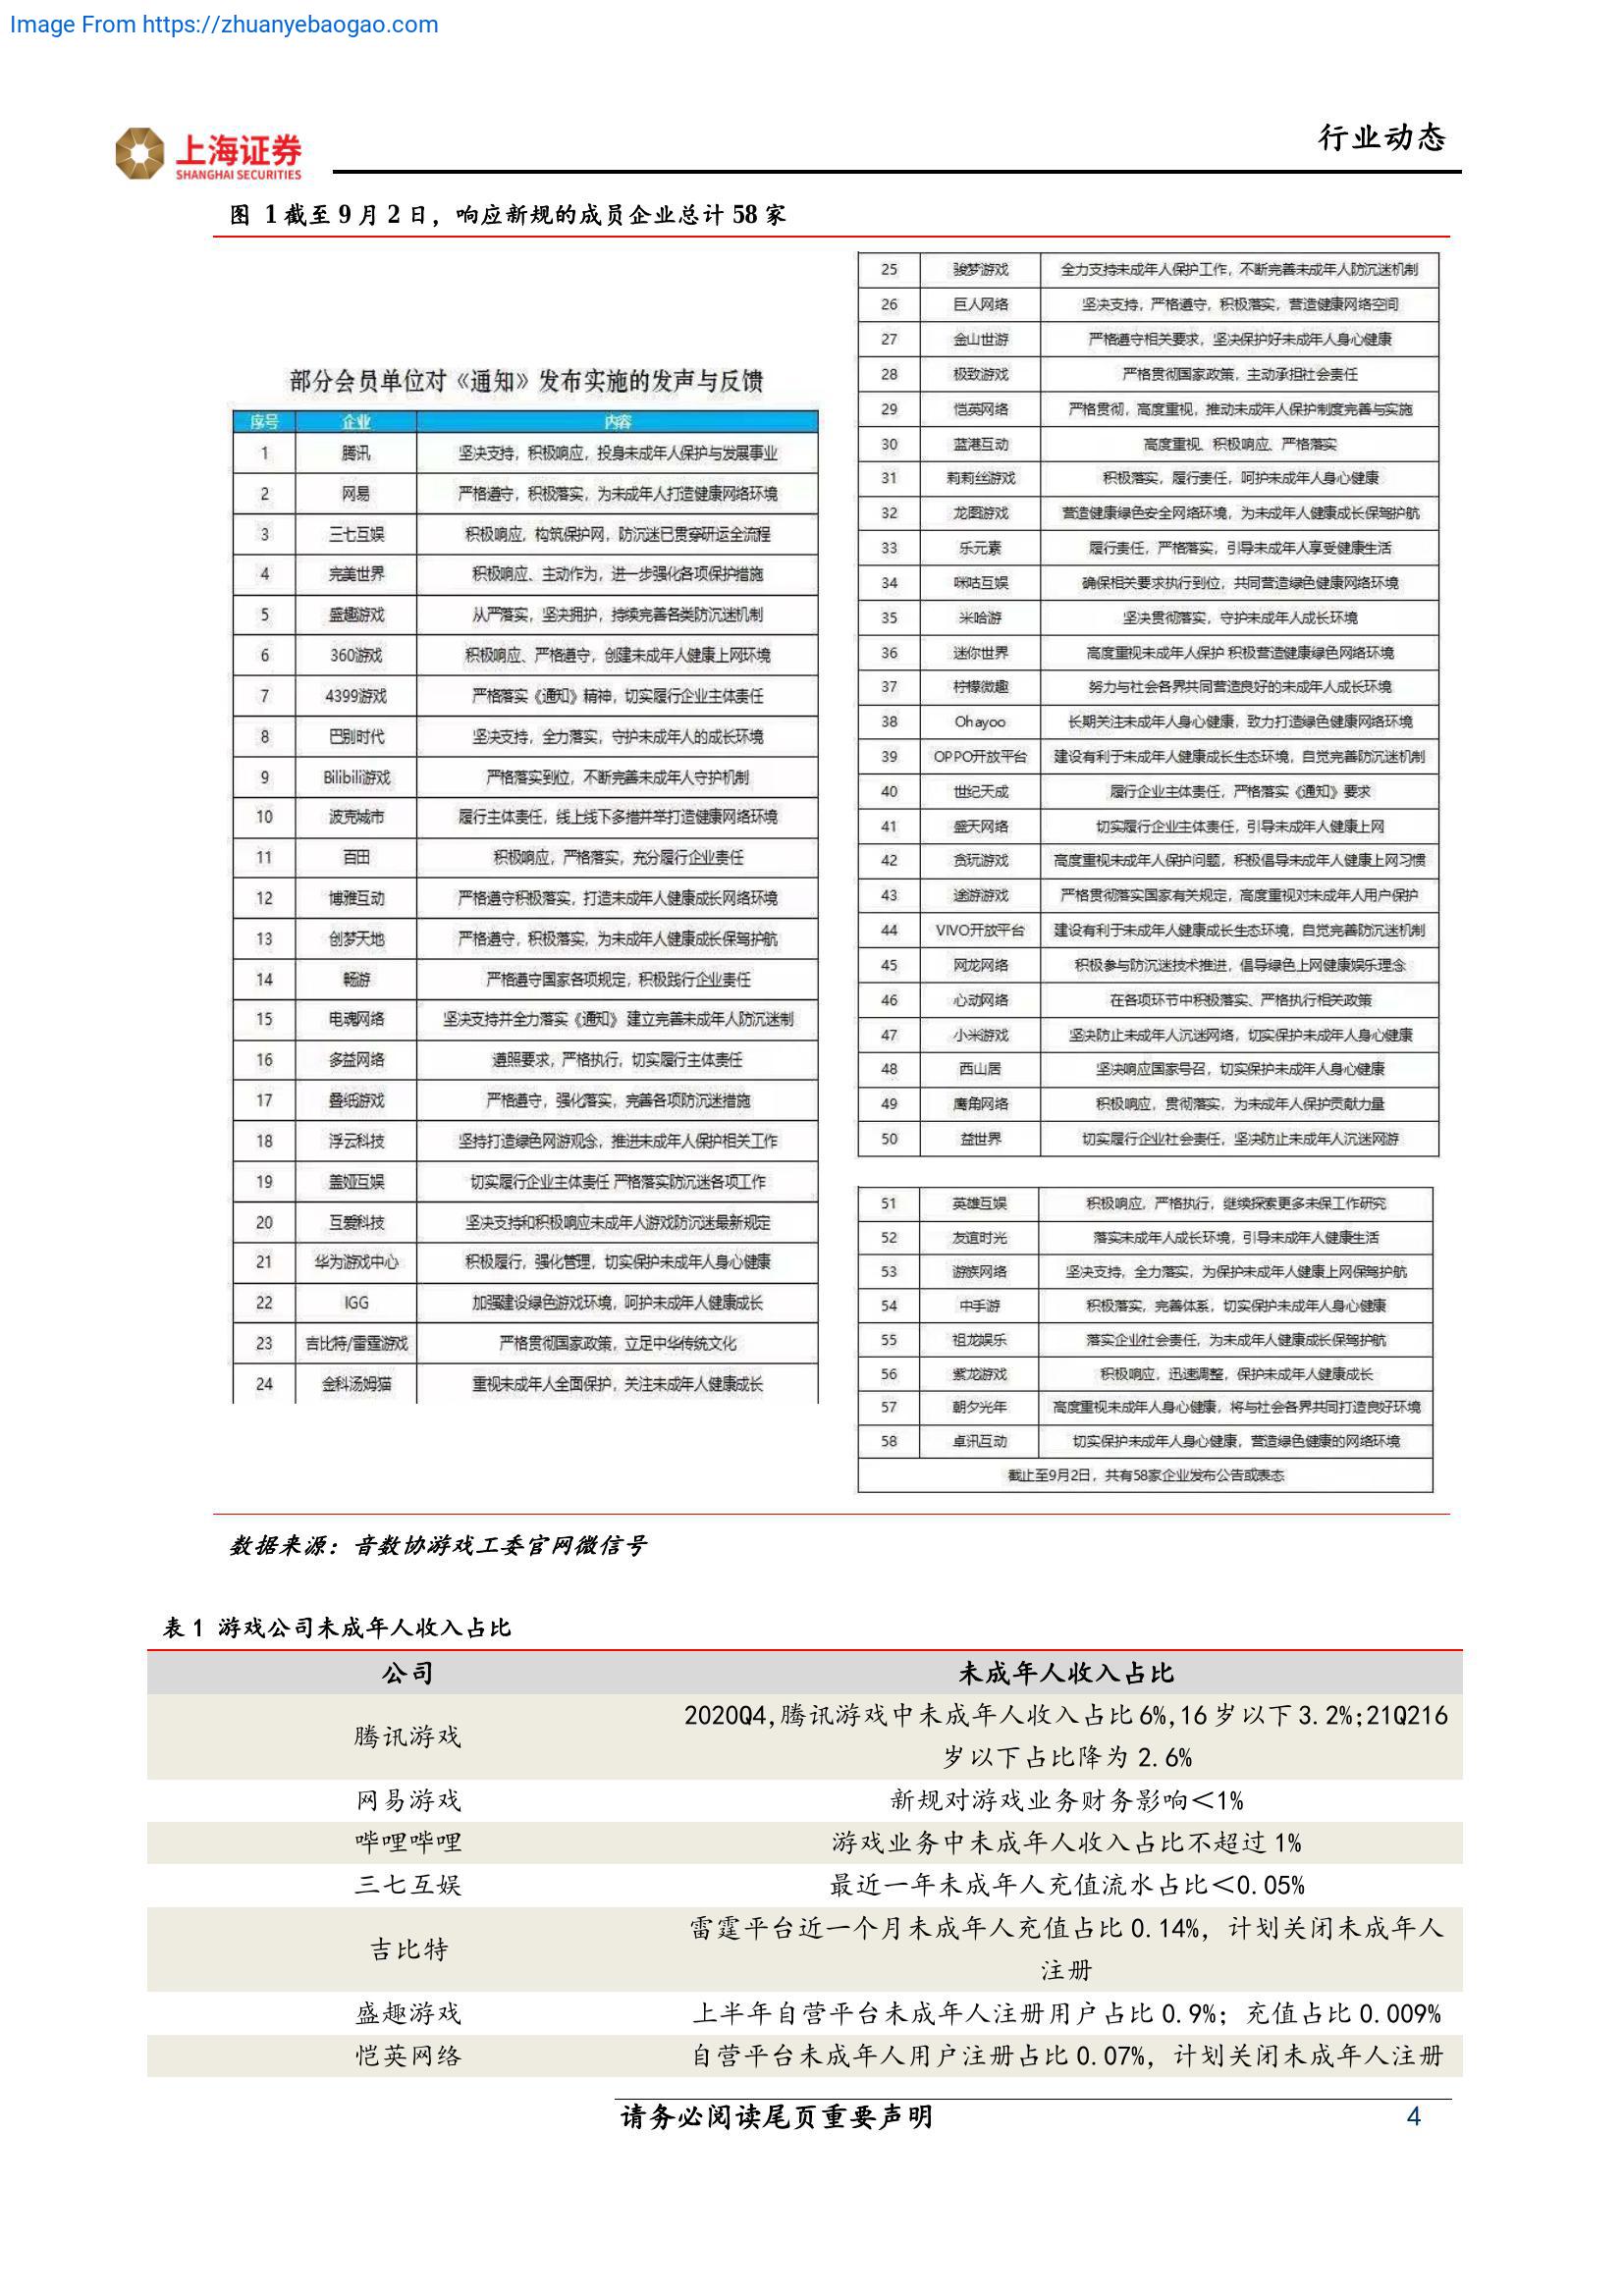 Image From https://zhuanyebaogao.com
上海证券
SHANGHAI SECURITIES
行业动态
图 1 截至 9 月 2 日，响应新规的成员企业总计 58 家
部分会员单位对《通知》发布实施的发声与反馈
序号 企业 内容
1 腾讯 坚决支持，积极响应，投身未成年人保护与发展事业
2 网易 严格遵守，积极落实，为未成年人打造健康网络环境
3 三七互娱 积极响应，构筑保护网，防沉迷已贯穿研运全流程
4 完美世界 积极响应、主动作为，进一步强化各项保护措施
5 盛趣游戏 从严落实，坚决拥护，持续完善各类防沉迷机制
6 360游戏 积极响应、严格遵守，创建未成年人健康上网环境
7 4399游戏 严格落实《通知》精神，切实履行企业主体责任
8 巴别时代 坚决支持，全力落实，守护未成年人的成长环境
9 Bilibili游戏 严格落实到位，不断完善未成年人守护机制
10 波克城市 履行主体责任，线上线下多措并举打造健康网络环境
11 百田 积极响应，严格落实，充分履行企业责任
12 博雅互动 严格遵守积极落实，打造未成年人健康成长网络环境
13 创梦天地 严格遵守，积极落实，为未成年人健康成长保驾护航
14 畅游 严格遵守国家各项规定，积极践行企业责任
15 电魂网络 坚决支持并全力落实《通知》 建立完善未成年人防沉迷制
16 多益网络 遵照要求，严格执行，切实履行主体责任
17 叠纸游戏 严格遵守，强化落实，完善各项防沉迷措施
18 浮云科技 坚持打造绿色网游观念，推进未成年人保护相关工作
19 盖娅互娱 切实履行企业主体责任 严格落实防沉迷各项工作
20 互爱科技 坚决支持和积极响应未成年人游戏防沉迷最新规定
21 华为游戏中心 积极履行，强化管理，切实保护未成年人身心健康
22 IGG 加强建设绿色游戏环境，呵护未成年人健康成长
23 吉比特/雷霆游戏 严格贯彻国家政策，立足中华传统文化
24 金科汤姆猫 重视未成年人全面保护，关注未成年人健康成长
25 骏梦游戏 全力支持未成年人保护工作，不断完善未成年人防沉迷机制
26 巨人网络 坚决支持，严格遵守，积极落实，营造健康网络空间
27 金山世游 严格遵守相关要求，坚决保护好未成年人身心健康
28 极致游戏 严格贯彻国家政策，主动承担社会责任
29 恺英网络 严格贯彻，高度重视，推动未成年人保护制度完善与实施
30 蓝港互动 高度重视、积极响应、严格落实
31 莉莉丝游戏 积极落实，履行责任，呵护未成年人身心健康
32 龙图游戏 营造健康绿色安全网络环境，为未成年人健康成长保驾护航
33 乐元素 履行责任，严格落实，引导未成年人享受健康生活
34 咪咕互娱 确保相关要求执行到位，共同营造绿色健康网络环境
35 米哈游 坚决贯彻落实，守护未成年人成长环境
36 迷你世界 高度重视未成年人保护 积极营造健康绿色网络环境
37 柠檬微趣 努力与社会各界共同营造良好的未成年人成长环境
38 Ohayoo 长期关注未成年人身心健康，致力打造绿色健康网络环境
39 OPPO开放平台 建设有利于未成年人健康成长生态环境，自觉完善防沉迷机制
40 世纪天成 履行企业主体责任，严格落实《通知》要求
41 盛天网络 切实履行企业主体责任，引导未成年人健康上网
42 贪玩游戏 高度重视未成年人保护问题，积极倡导未成年人健康上网习惯
43 途游游戏 严格贯彻落实国家有关规定，高度重视对未成年人用户保护
44 VIVO开放平台 建设有利于未成年人健康成长生态环境，自觉完善防沉迷机制
45 网龙网络 积极参与防沉迷技术推进，倡导绿色上网健康娱乐理念
46 心动网络 在各项环节中积极落实、严格执行相关政策
47 小米游戏 坚决防止未成年人沉迷网络，切实保护未成年人身心健康
48 西山居 坚决响应国家号召，切实保护未成年人身心健康
49 鹰角网络 积极响应，贯彻落实，为未成年人保护贡献力量
50 益世界 切实履行企业社会责任，坚决防止未成年人沉迷网游
51 英雄互娱 积极响应，严格执行，继续探索更多未保工作研究
52 友谊时光 落实未成年人成长环境，引导未成年人健康生活
53 游族网络 坚决支持，全力落实，为保护未成年人健康上网保驾护航
54 中手游 积极落实，完善体系，切实保护未成年人身心健康
55 祖龙娱乐 落实企业社会责任，为未成年人健康成长保驾护航
56 紫龙游戏 积极响应，迅速调整，保护未成年人健康成长
57 朝夕光年 高度重视未成年人身心健康，将与社会各界共同打造良好环境
58 卓讯互动 切实保护未成年人身心健康，营造绿色健康的网络环境
截止至9月2日，共有58家企业发布公告或表态
数据来源：音数协游戏工委官网微信号
表 1 游戏公司未成年人收入占比
公司 未成年人收入占比
腾讯游戏 2020Q4,腾讯游戏中未成年人收入占比 6%,16 岁以下 3.2%;21Q216
岁以下占比降为 2.6%
网易游戏 新规对游戏业务财务影响＜1%
哔哩哔哩 游戏业务中未成年人收入占比不超过 1%
三七互娱 最近一年未成年人充值流水占比＜0.05%
吉比特 雷霆平台近一个月未成年人充值占比 0.14%，计划关闭未成年人
注册
盛趣游戏 上半年自营平台未成年人注册用户占比 0.9%；充值占比 0.009%
恺英网络 自营平台未成年人用户注册占比 0.07%，计划关闭未成年人注册
请务必阅读尾页重要声明 4